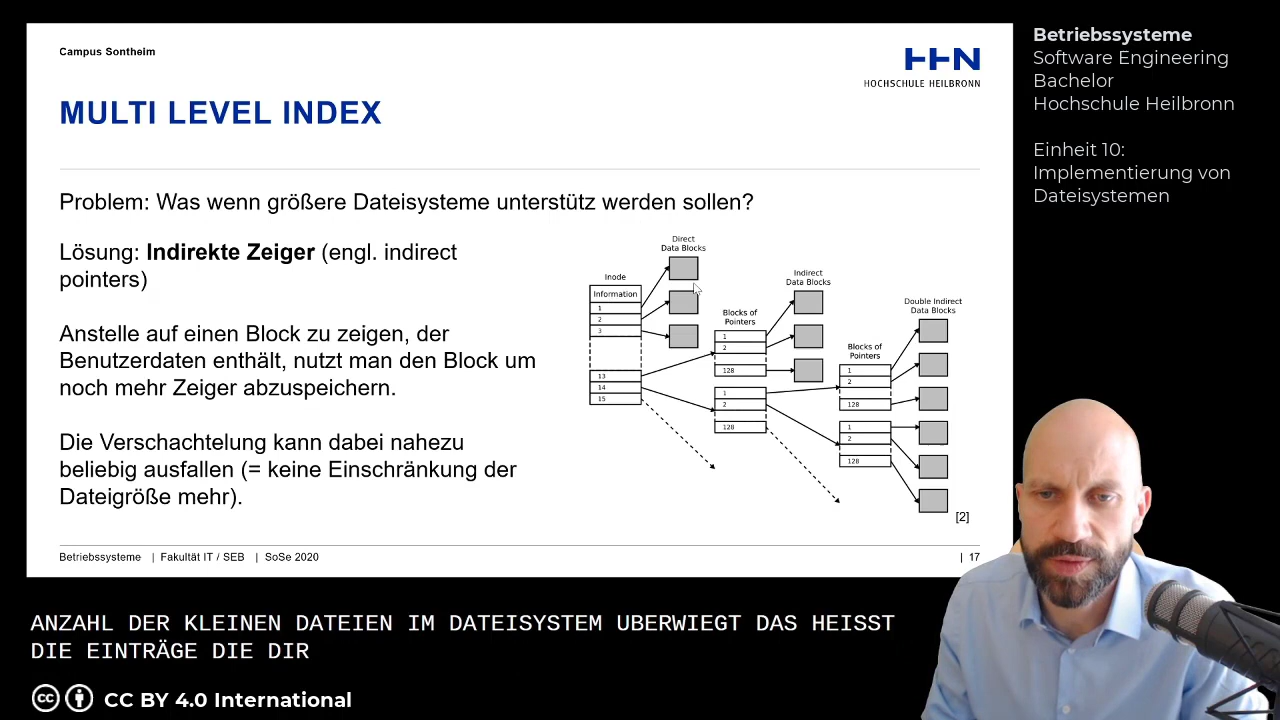 Campus Sontheim
HHN
HOCHSCHULE HEILBRONN
MULTI LEVEL INDEX
Problem: Was wenn größere Dateisysteme unterstütz werden sollen?
Lösung: Indirekte Zeiger (engl. indirect
pointers)
Anstelle auf einen Block zu zeigen, der
Benutzerdaten enthält, nutzt man den Block um
noch mehr Zeiger abzuspeichern.
Die Verschachtelung kann dabei nahezu
beliebig ausfallen (= keine Einschränkung der
Dateigröße mehr).
Inode
Information
1
2
3
13
14
15
Direct
Data Blocks
Blocks of
Pointers
1
2
128
1
2
128
Indirect
Data Blocks
Blocks of
Pointers
1
2
128
1
2
128
Double Indirect
Data Blocks
[2]
Betriebssysteme | Fakultät IT / SEB | SoSe 2020
| 17
Betriebssysteme
Software Engineering
Bachelor
Hochschule Heilbronn
Einheit 10:
Implementierung von
Dateisystemen
ANZAHL DER KLEINEN DATEIEN IM DATEISYSTEM UBERWIEGT DAS HEISST
DIE EINTRÄGE DIE DIR
cc CC BY 4.0 International